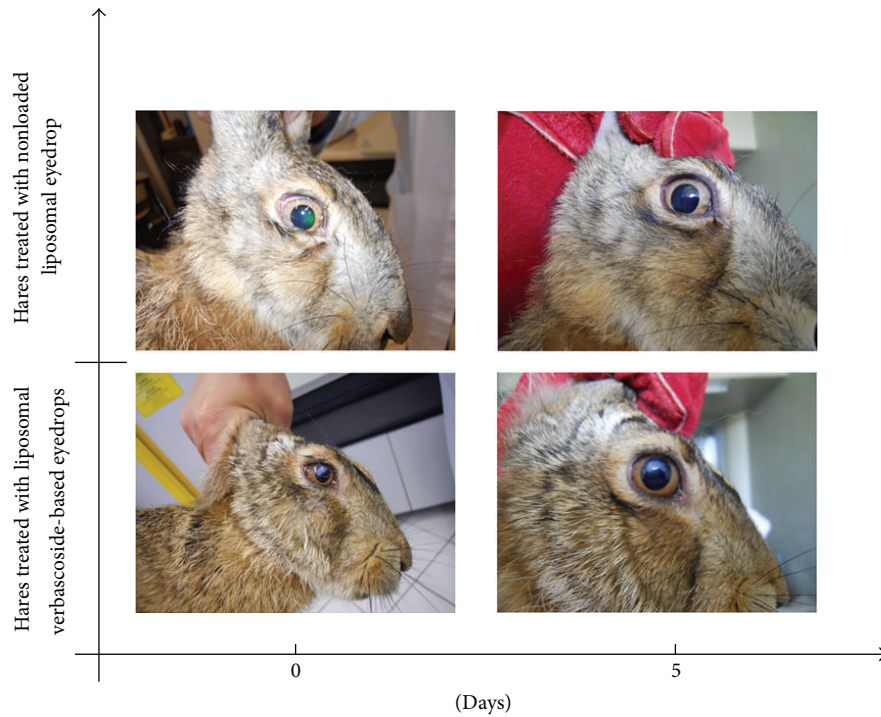 Hares treated with nonloaded
liposomal eyedrop
Hares treated with liposomal
verbascoside-based eyedrops
0
5
(Days)